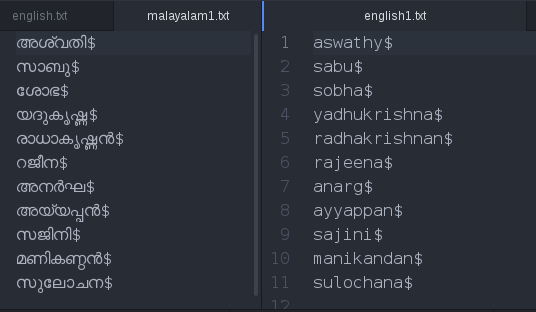 english.txt
malayalam1.txt
english1.txt
അശ്വതി$
സാബു$
ശോഭ$
യദുകൃഷ്ണ$
രാധാകൃഷ്ണൻ$
റജീന$
അനർഘ$
അയ്യപ്പൻ$
സജിനി$
മണികണ്ഠൻ$
സുലോചന$
1 aswathy$
2 sabu$
3 sobha$
4 yadhukrishna$
5 radhakrishnan$
6 rajeena$
7 anarg$
8 ayyappan$
9 sajini$
10 manikandan$
11 sulochana$
12